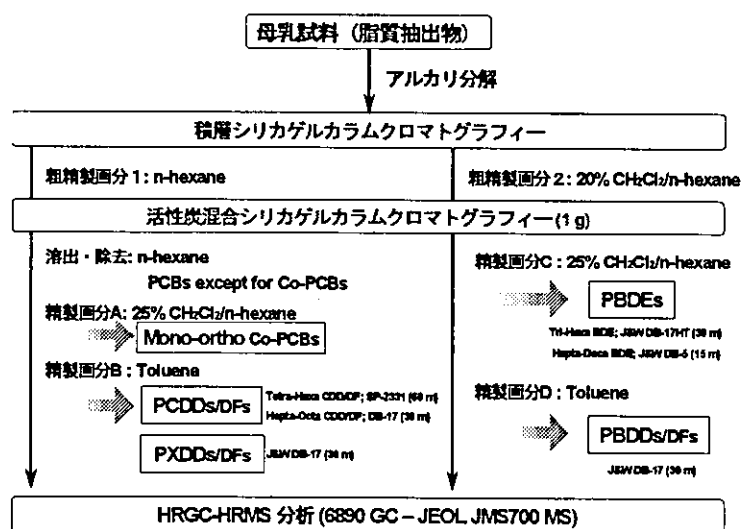 母乳試料（脂質抽出物）
アルカリ分解
積層シリカゲルカラムクロマトグラフィー
粗精製画分 1 : n-hexane
粗精製画分 2 : 20% CH₂Cl₂/n-hexane
活性炭混合シリカゲルカラムクロマトグラフィー(1 g)
溶出・除去: n-hexane
PCBs except for Co-PCBs
精製画分A: 25% CH₂Cl₂/n-hexane
Mono-ortho Co-PCBs
精製画分B : Toluene
PCDDs/DFs
Tetra-Hexa CDD/DF; SP-2331 (60 m)
Hepta-Octa CDD/DF; DB-17 (30 m)
PXDDs/DFs
J&W DB-17 (30 m)
精製画分C : 25% CH₂Cl₂/n-hexane
PBDEs
Tri-Hexa BDE; J&W DB-17HT (30 m)
Hepta-Deca BDE; J&W DB-5 (15 m)
精製画分D : Toluene
PBDDs/DFs
J&W DB-17 (30 m)
HRGC-HRMS 分析 (6890 GC – JEOL JMS700 MS)